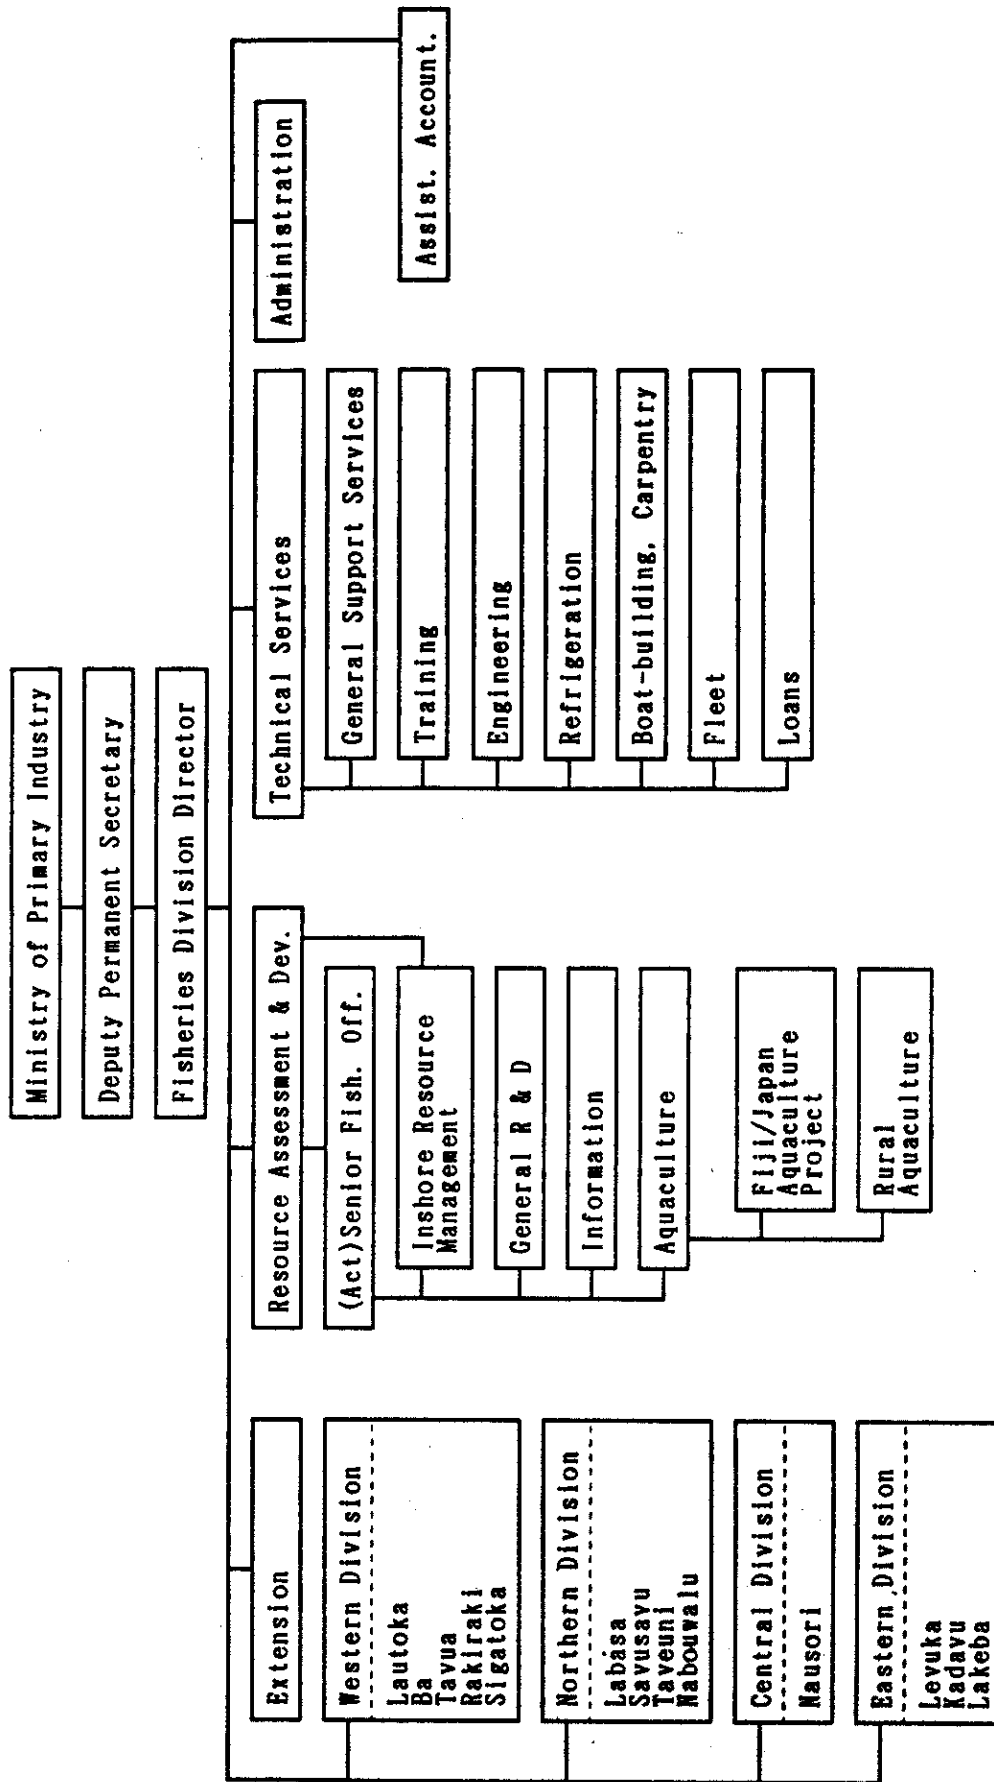 Ministry of Primary Industry
Deputy Permanent Secretary
Fisheries Division Director
Extension
Western Division
Lautoka
Ba
Tavua
Rakiraki
Sigatoka
Northern Division
Labasa
Savusavu
Taveuni
Nabouwalu
Central Division
Nausori
Eastern Division
Levuka
Kadavu
Lakeba
Resource Assessment & Dev.
(Act)Senior Fish. Off.
Inshore Resource
Management
General R & D
Information
Aquaculture
Fiji/Japan
Aquaculture
Project
Rural
Aquaculture
Technical Services
General Support Services
Training
Engineering
Refrigeration
Boat-building, Carpentry
Fleet
Loans
Administration
Assist. Account.